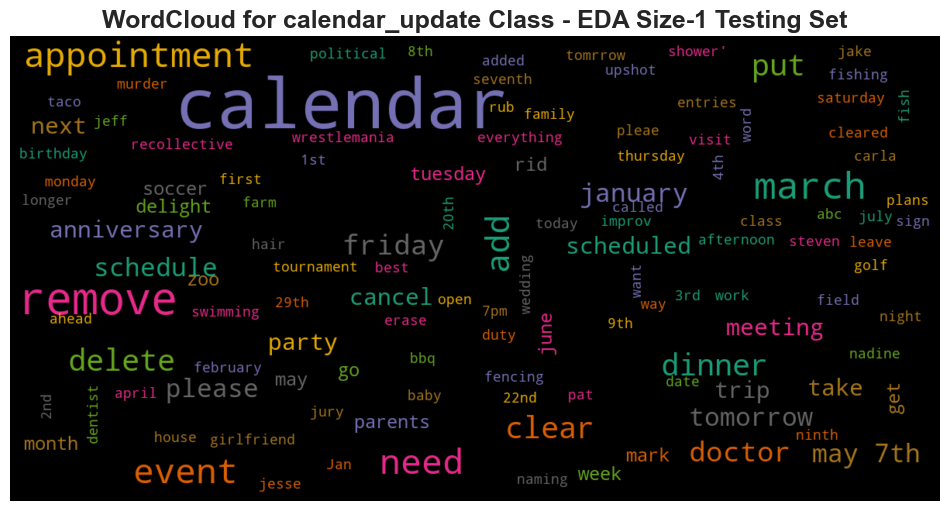 WordCloud for calendar_update Class - EDA Size-1 Testing Set
appointment political 8th added tomrrow shower' jake
murder seventh upshot put fishing
taco calendar rub family entries saturday fish
next jeff wrestlemania everything pleae visit word cleared
birthday recollective 1st thursday 4th carla
monday soccer first tuesday rid january march plans
longer delight farm 20th called abc july sign
anniversary hair friday add today improv class afternoon steven leave
schedule zoo tournament best scheduled golf
remove swimming 29th cancel open wedding want way 3rd work field
ahead erase 7pm june 9th meeting night
delete party duty nadine
february may go bbq fencing dinner date
2nd dentist april please baby 22nd pat trip take get
month jury parents clear tomorrow
house girlfriend ninth
event Jan need mark doctor may 7th
jesse naming week